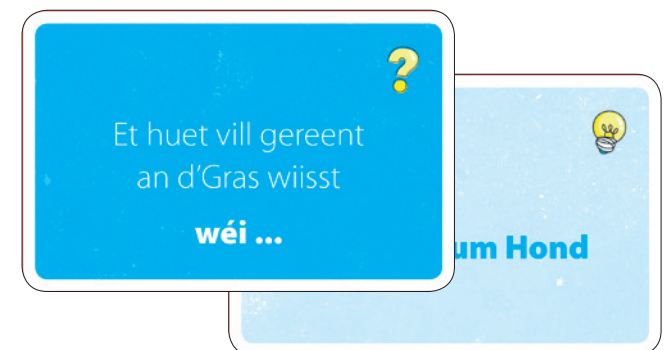 Et huet vill gereent
an d'Gras wiisst
wéi ...
um Hond